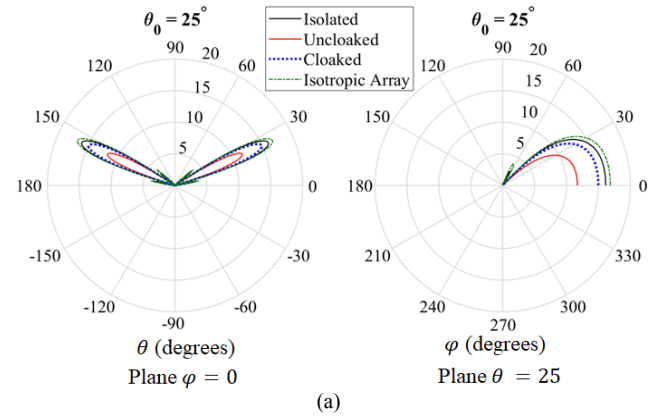 θ₀ = 25°
Isolated
Uncloaked
Cloaked
Isotropic Array
θ₀ = 25°
90
120
60
20
15
10
5
150
30
180
0
-150
-30
-120
-60
-90
θ (degrees)
Plane φ = 0
90
120
60
20
15
10
5
150
30
180
0
210
330
240
300
270
φ (degrees)
Plane θ = 25
(a)